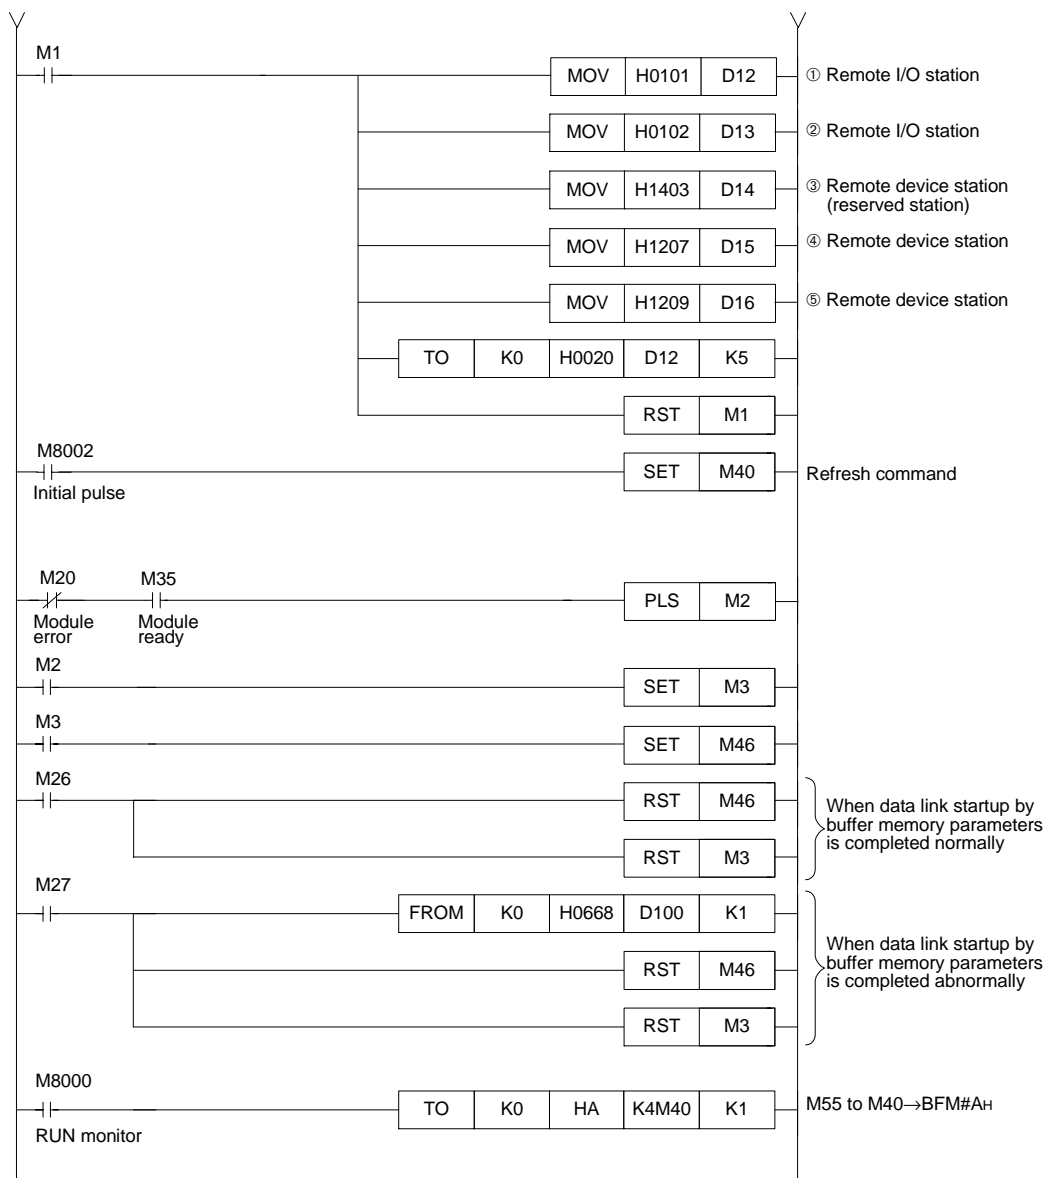 M1
MOV H0101 D12 ① Remote I/O station
MOV H0102 D13 ② Remote I/O station
MOV H1403 D14 ③ Remote device station
(reserved station)
MOV H1207 D15 ④ Remote device station
MOV H1209 D16 ⑤ Remote device station
TO K0 H0020 D12 K5
RST M1
M8002
SET M40 Refresh command
Initial pulse
M20 M35
PLS M2
Module Module
error ready
M2
SET M3
M3
SET M46
M26
RST M46
When data link startup by
buffer memory parameters
is completed normally
RST M3
M27
FROM K0 H0668 D100 K1
When data link startup by
buffer memory parameters
is completed abnormally
RST M46
RST M3
M8000
TO K0 HA K4M40 K1 M55 to M40→BFM#AH
RUN monitor